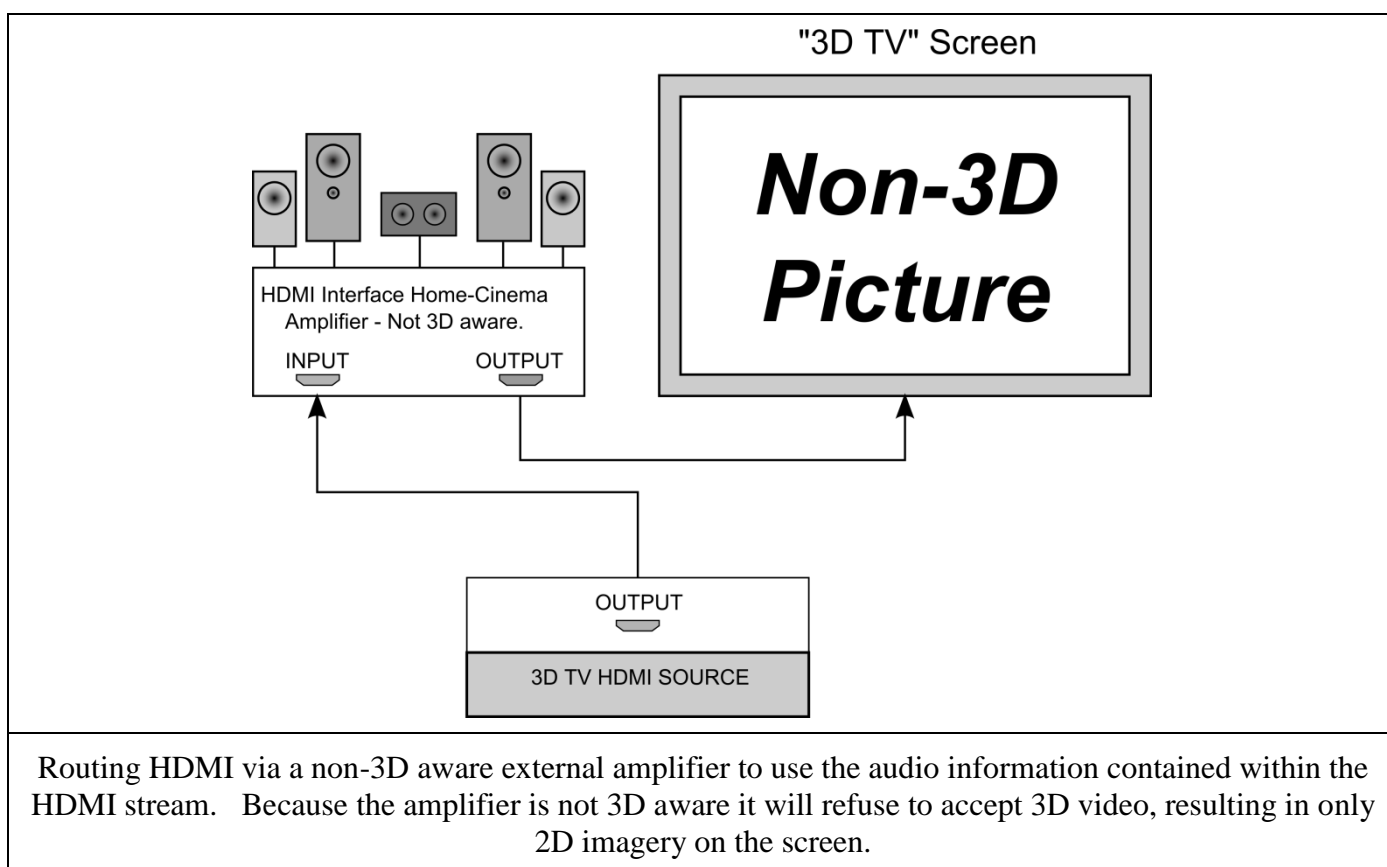 "3D TV" Screen
Non-3D
Picture
HDMI Interface Home-Cinema
Amplifier - Not 3D aware.
INPUT
OUTPUT
OUTPUT
3D TV HDMI SOURCE
Routing HDMI via a non-3D aware external amplifier to use the audio information contained within the
HDMI stream.   Because the amplifier is not 3D aware it will refuse to accept 3D video, resulting in only
2D imagery on the screen.